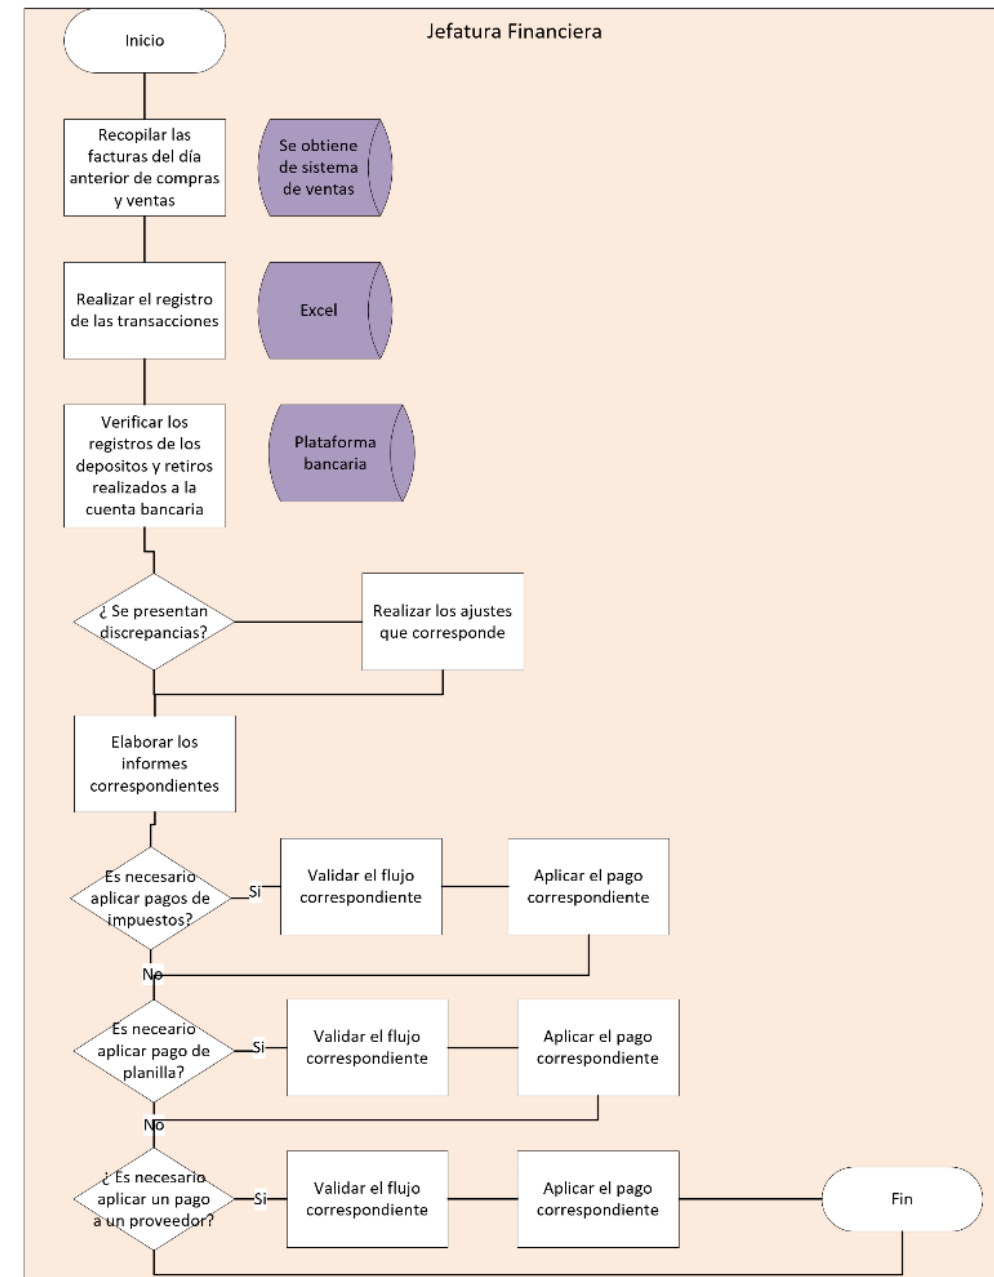 Jefatura Financiera
Inicio
Recopilar las
facturas del día
anterior de compras
y ventas
Se obtiene
de sistema
de ventas
Realizar el registro
de las transacciones
Excel
Verificar los
registros de los
depositos y retiros
realizados a la
cuenta bancaria
Plataforma
bancaria
¿ Se presentan
discrepancias?
Realizar los ajustes
que corresponde
Elaborar los
informes
correspondientes
Es necesario
aplicar pagos de
impuestos?
Si
Validar el flujo
correspondiente
Aplicar el pago
correspondiente
No
Es neceario
aplicar pago de
planilla?
Si
Validar el flujo
correspondiente
Aplicar el pago
correspondiente
No
¿ Es necesario
aplicar un pago
a un proveedor?
Si
Validar el flujo
correspondiente
Aplicar el pago
correspondiente
Fin